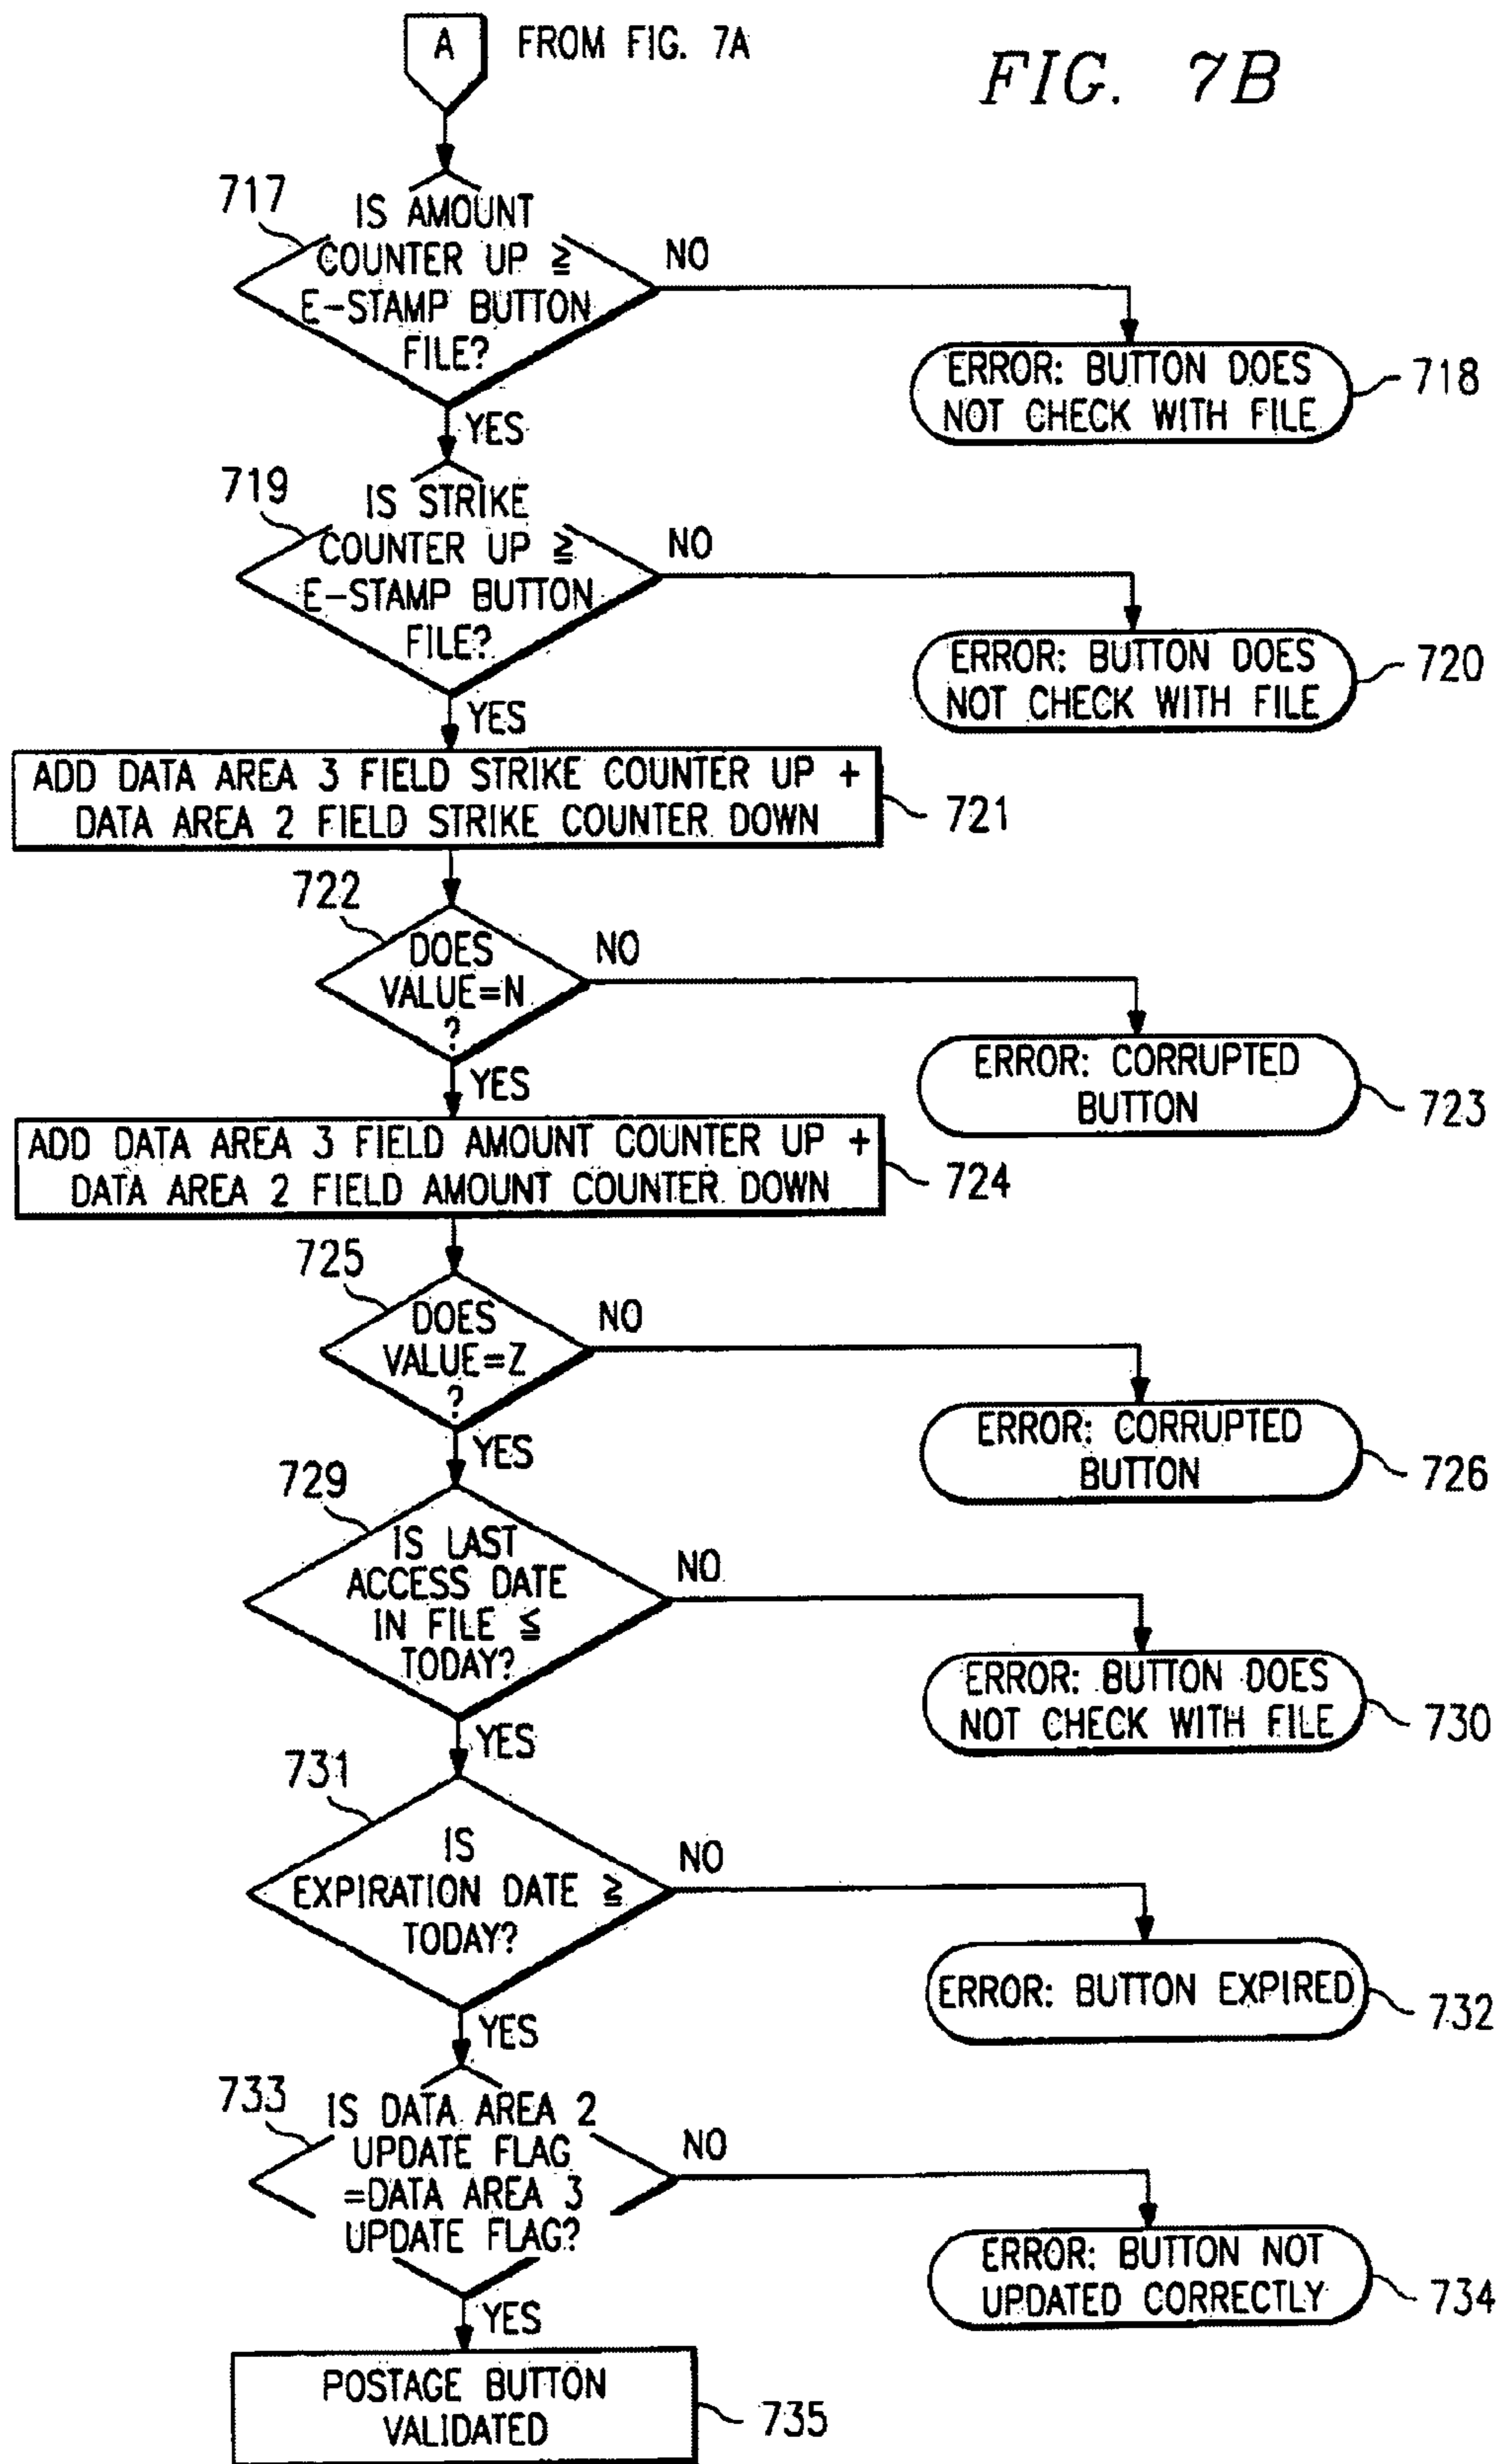 A FROM FIG. 7A
FIG. 7B
717
IS AMOUNT
COUNTER UP ≧
E-STAMP BUTTON
FILE?
NO
ERROR: BUTTON DOES
NOT CHECK WITH FILE
718
YES
719
IS STRIKE
COUNTER UP ≧
E-STAMP BUTTON
FILE?
NO
ERROR: BUTTON DOES
NOT CHECK WITH FILE
720
YES
ADD DATA AREA 3 FIELD STRIKE COUNTER UP +
DATA AREA 2 FIELD STRIKE COUNTER DOWN
721
722
DOES
VALUE=N
?
NO
ERROR: CORRUPTED
BUTTON
723
YES
ADD DATA AREA 3 FIELD AMOUNT COUNTER UP +
DATA AREA 2 FIELD AMOUNT COUNTER DOWN
724
725
DOES
VALUE=Z
?
NO
ERROR: CORRUPTED
BUTTON
726
YES
729
IS LAST
ACCESS DATE
IN FILE ≦
TODAY?
NO
ERROR: BUTTON DOES
NOT CHECK WITH FILE
730
YES
731
IS
EXPIRATION DATE ≧
TODAY?
NO
ERROR: BUTTON EXPIRED
732
YES
733
IS DATA AREA 2
UPDATE FLAG
=DATA AREA 3
UPDATE FLAG?
NO
ERROR: BUTTON NOT
UPDATED CORRECTLY
734
YES
POSTAGE BUTTON
VALIDATED
735